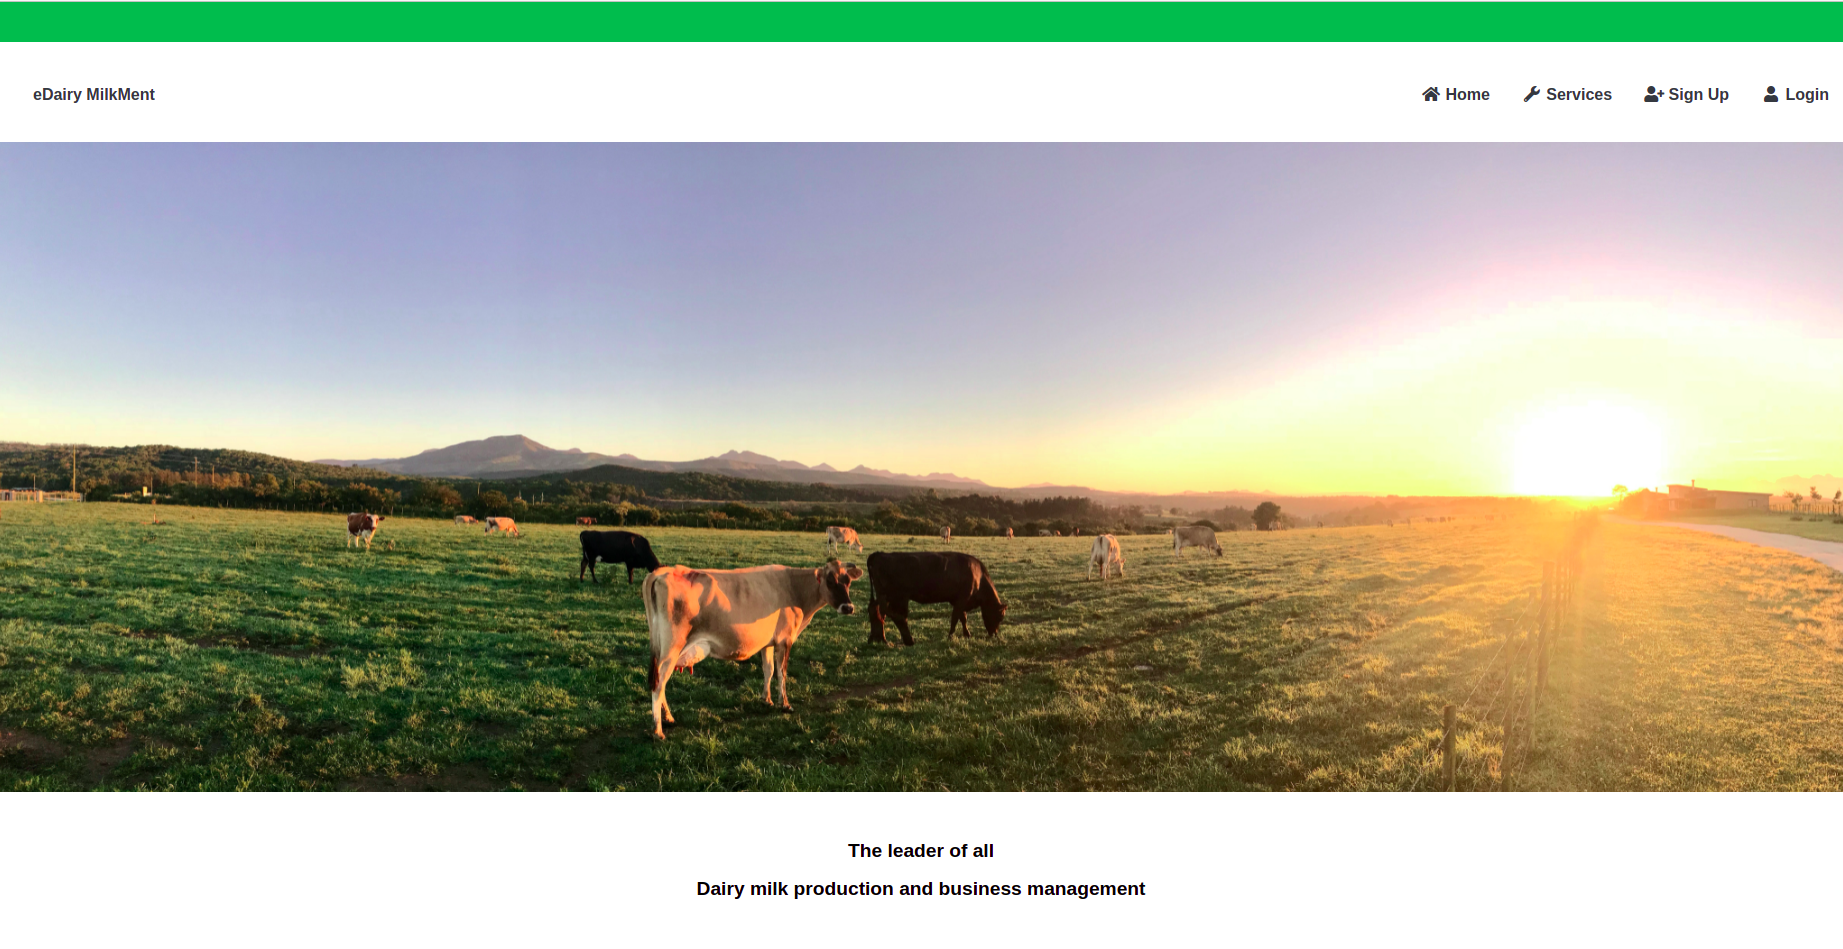 eDairy MilkMent
Home Services Sign Up Login
The leader of all
Dairy milk production and business management